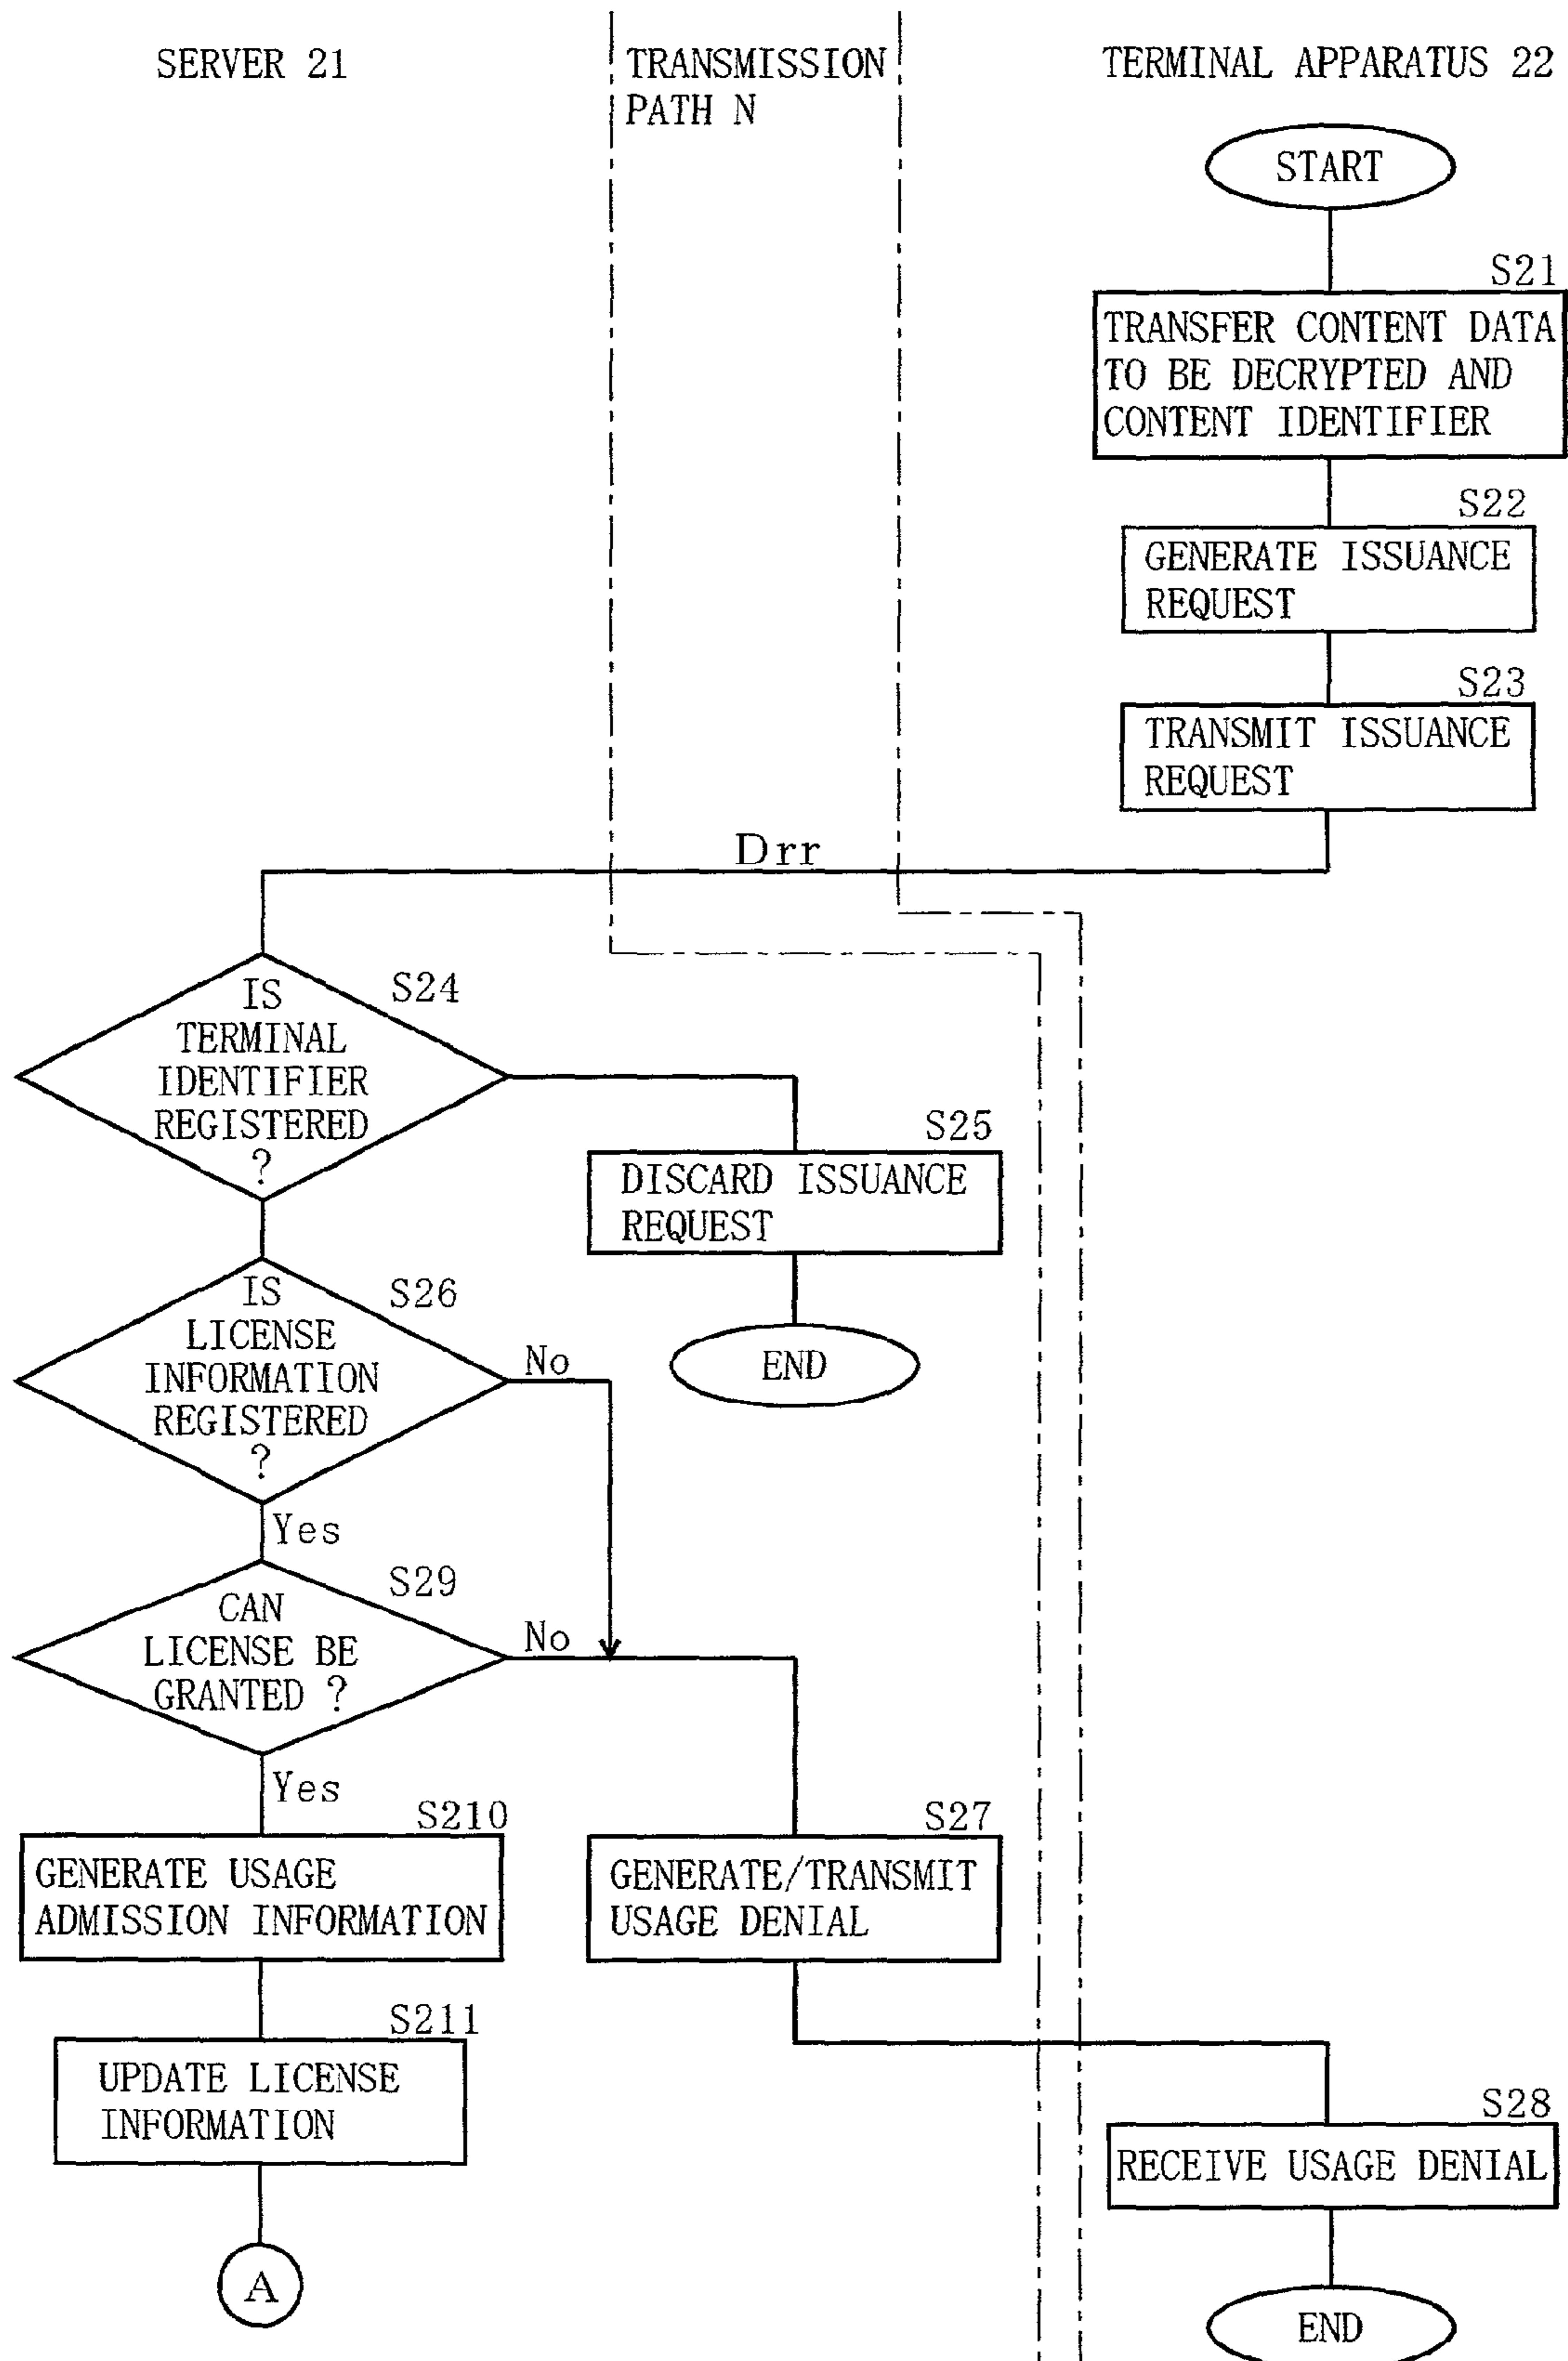 SERVER 21
TRANSMISSION
PATH N
TERMINAL APPARATUS 22
START
S21
TRANSFER CONTENT DATA
TO BE DECRYPTED AND
CONTENT IDENTIFIER
S22
GENERATE ISSUANCE
REQUEST
S23
TRANSMIT ISSUANCE
REQUEST
Drr
S24
IS
TERMINAL
IDENTIFIER
REGISTERED
?
S25
DISCARD ISSUANCE
REQUEST
END
S26
IS
LICENSE
INFORMATION
REGISTERED
?
No
Yes
S29
CAN
LICENSE BE
GRANTED ?
No
Yes
S210
GENERATE USAGE
ADMISSION INFORMATION
S27
GENERATE/TRANSMIT
USAGE DENIAL
S211
UPDATE LICENSE
INFORMATION
S28
RECEIVE USAGE DENIAL
A
END